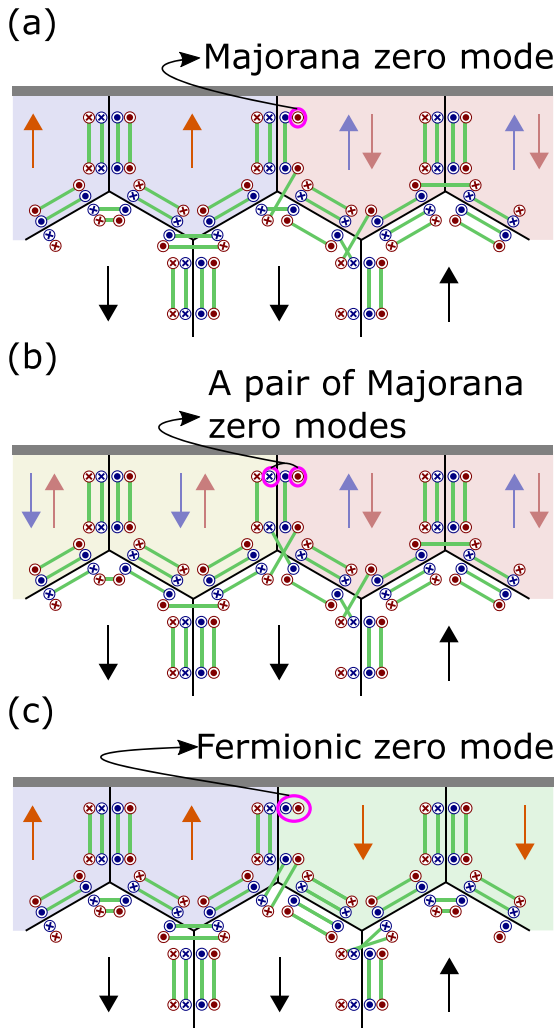 (a)
Majorana zero mode
(b)
A pair of Majorana
zero modes
(c)
Fermionic zero mode